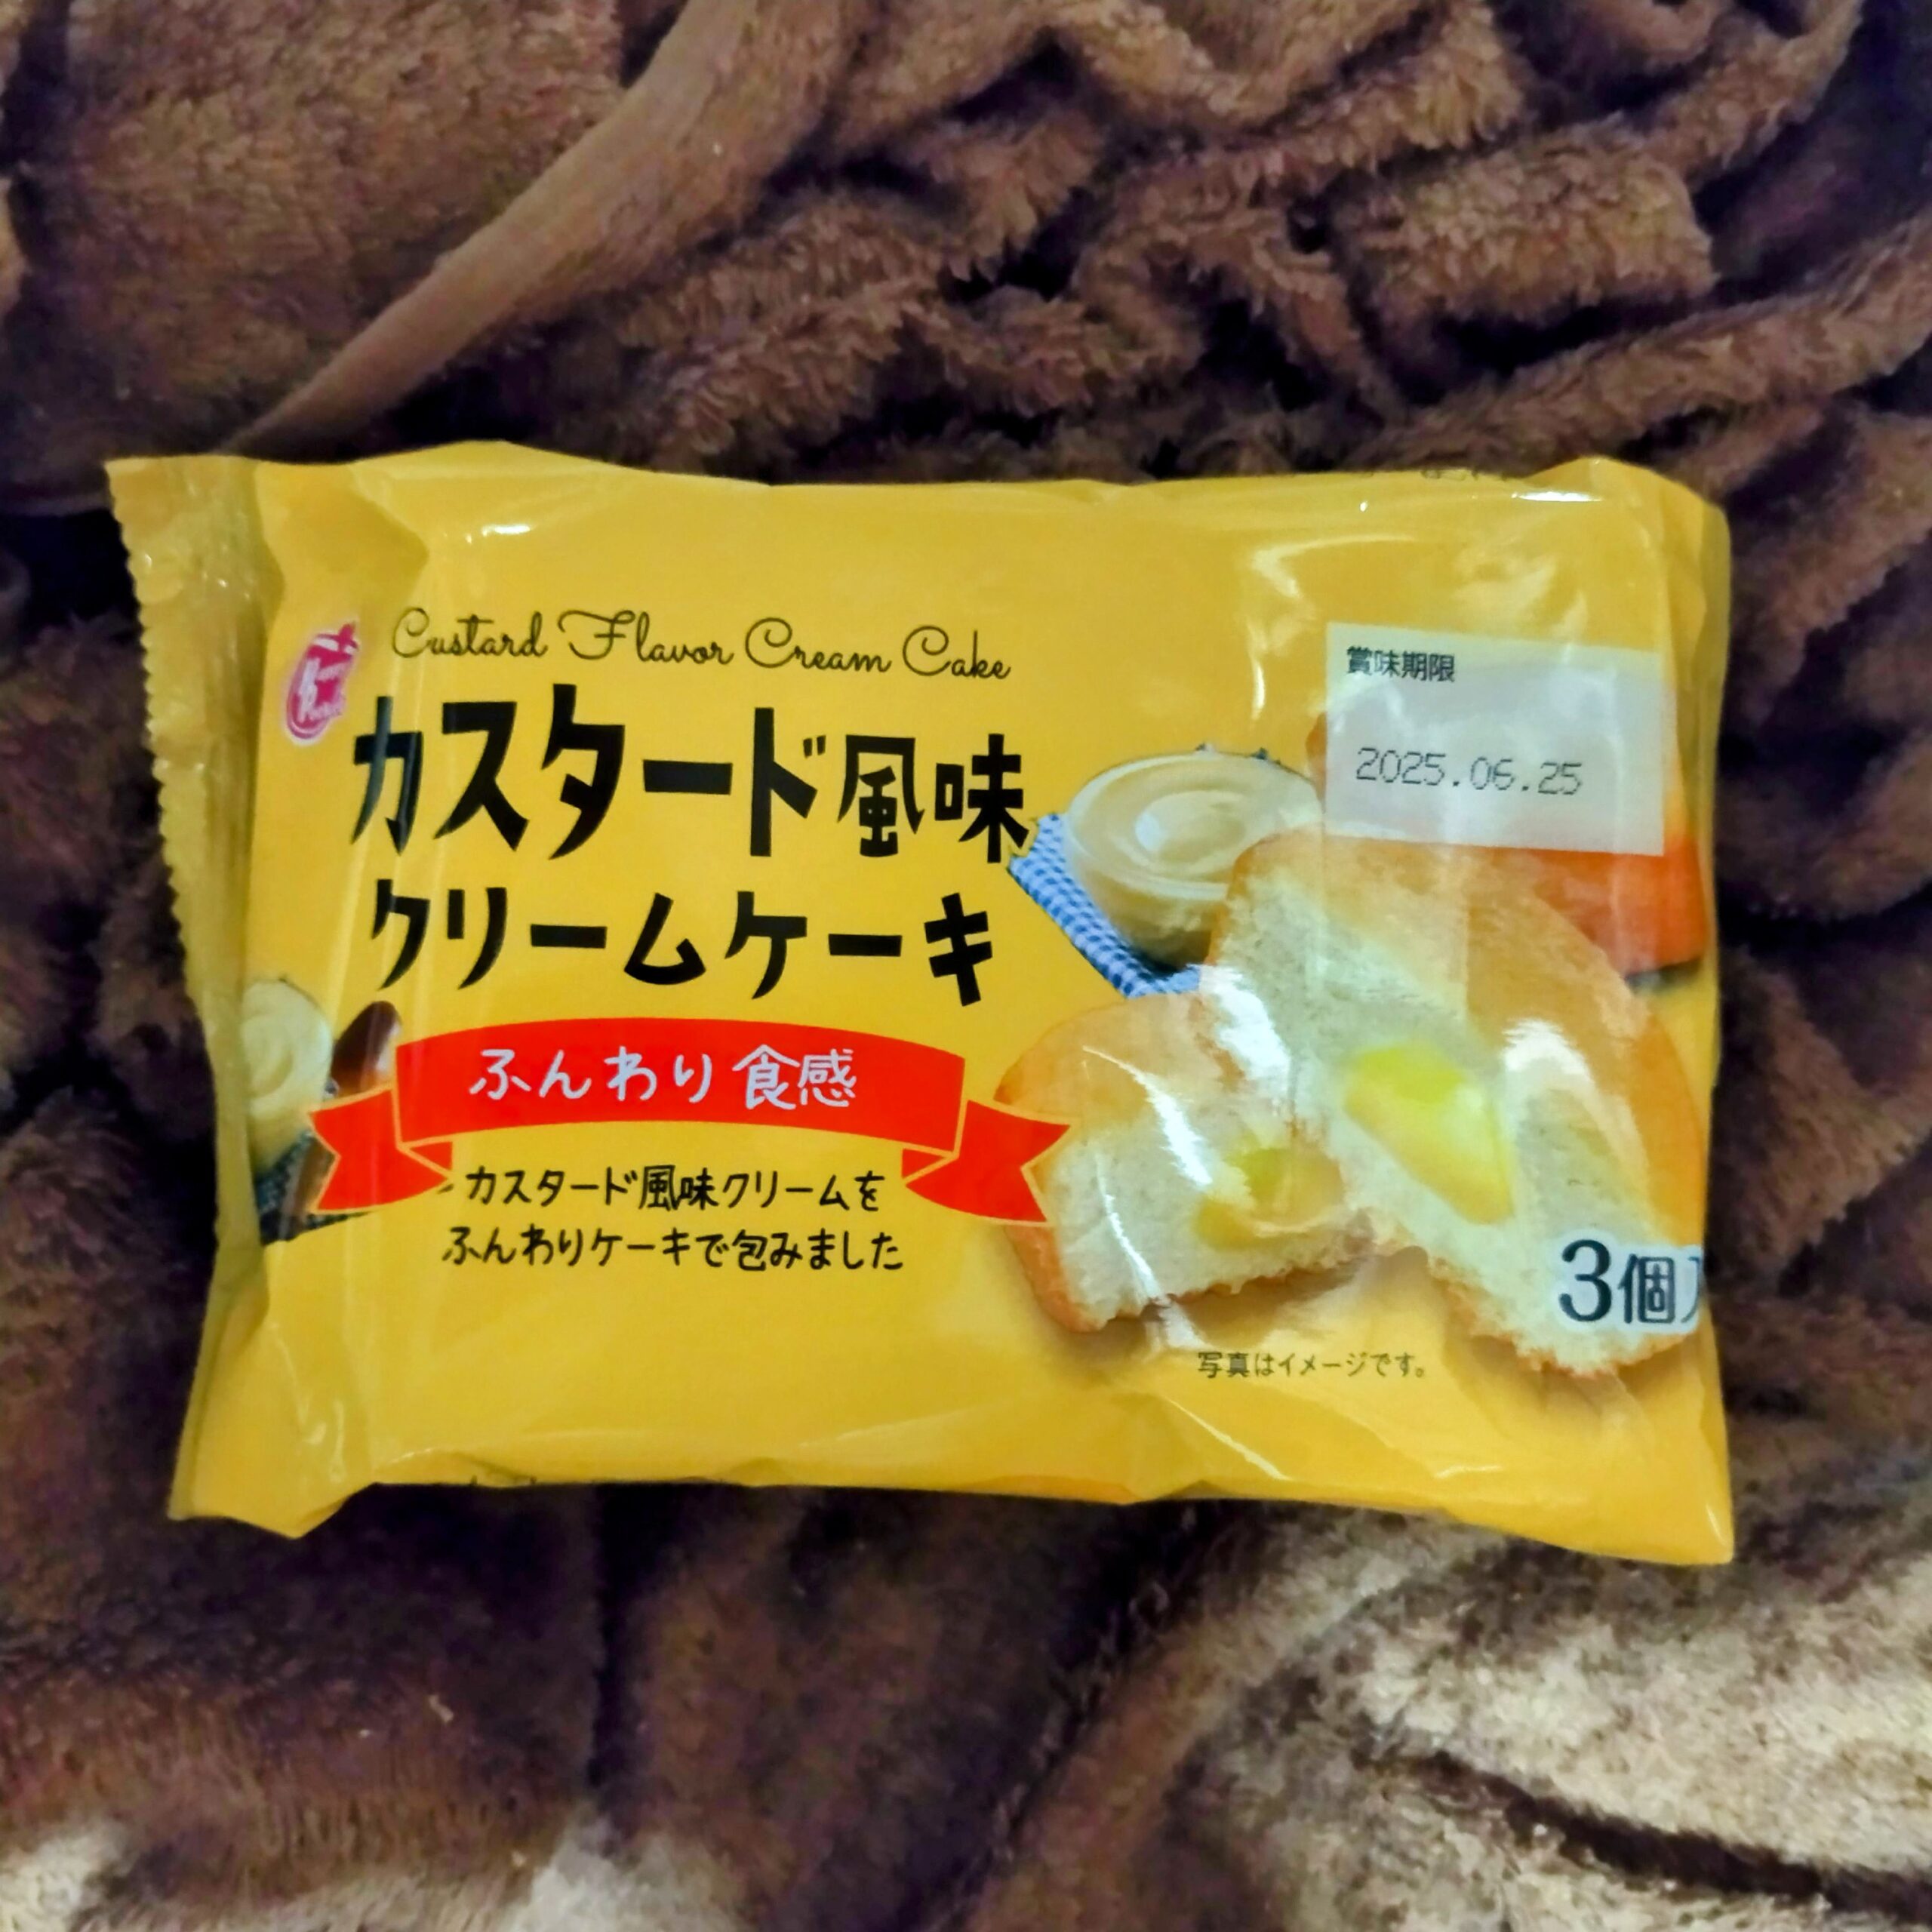 Custard Flavor Cream Cake
カスタード風味
クリームケーキ
賞味期限
2025.06.25
ふんわり食感
カスタード風味クリームを
ふんわりケーキで包みました
3個入
写真はイメージです。